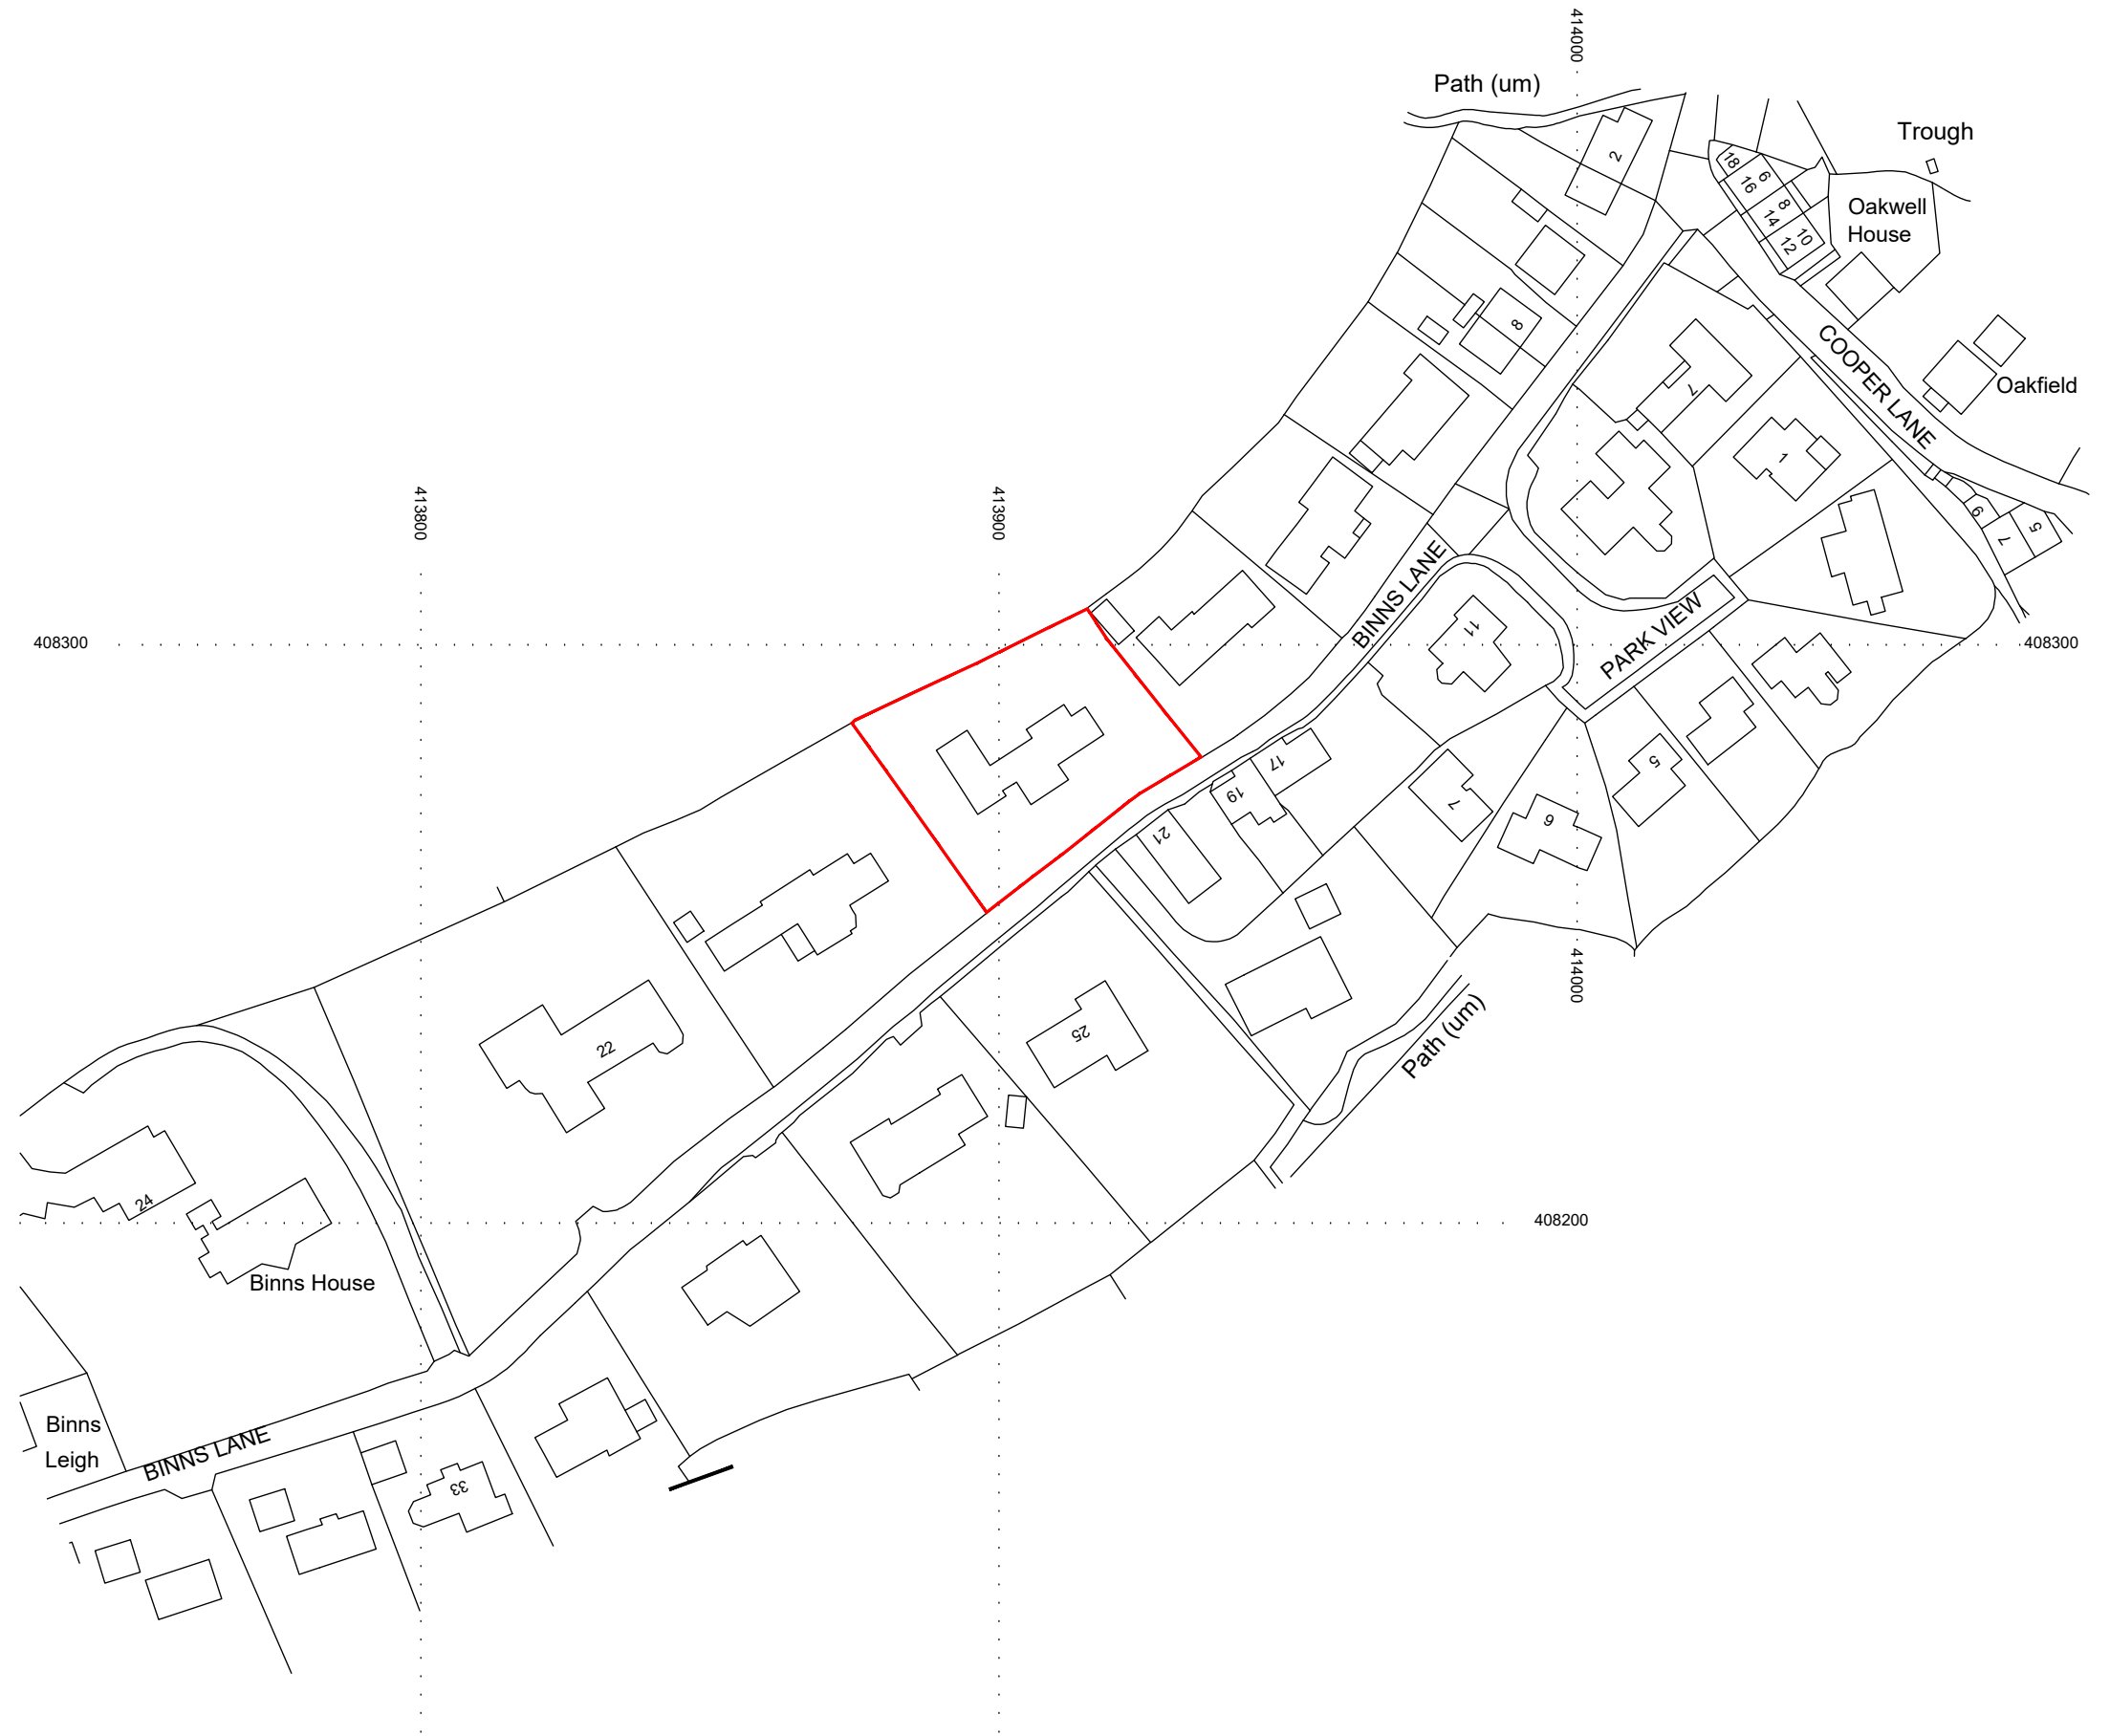 414000
Path (um)
Trough
2
18
16
6
14
8
12
10
Oakwell
House
8
COOPER LANE
Oakfield
7
1
413800
413900
9
7
5
BINNS LANE
11
408300
408300
PARK VIEW
17
19
21
7
5
6
414000
25
Path (um)
22
24
408200
Binns House
Binns
Leigh
BINNS LANE
33